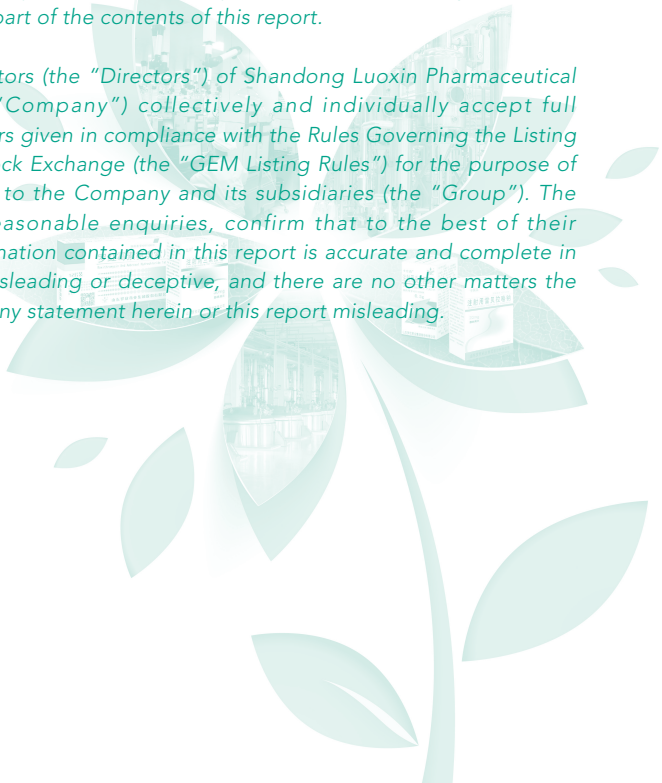 part of the contents of this report.
tors (the “Directors”) of Shandong Luoxin Pharmaceutical
“Company”) collectively and individually accept full
rs given in compliance with the Rules Governing the Listing
ck Exchange (the “GEM Listing Rules”) for the purpose of
to the Company and its subsidiaries (the “Group”). The
easonable enquiries, confirm that to the best of their
nation contained in this report is accurate and complete in
sleading or deceptive, and there are no other matters the
ny statement herein or this report misleading.